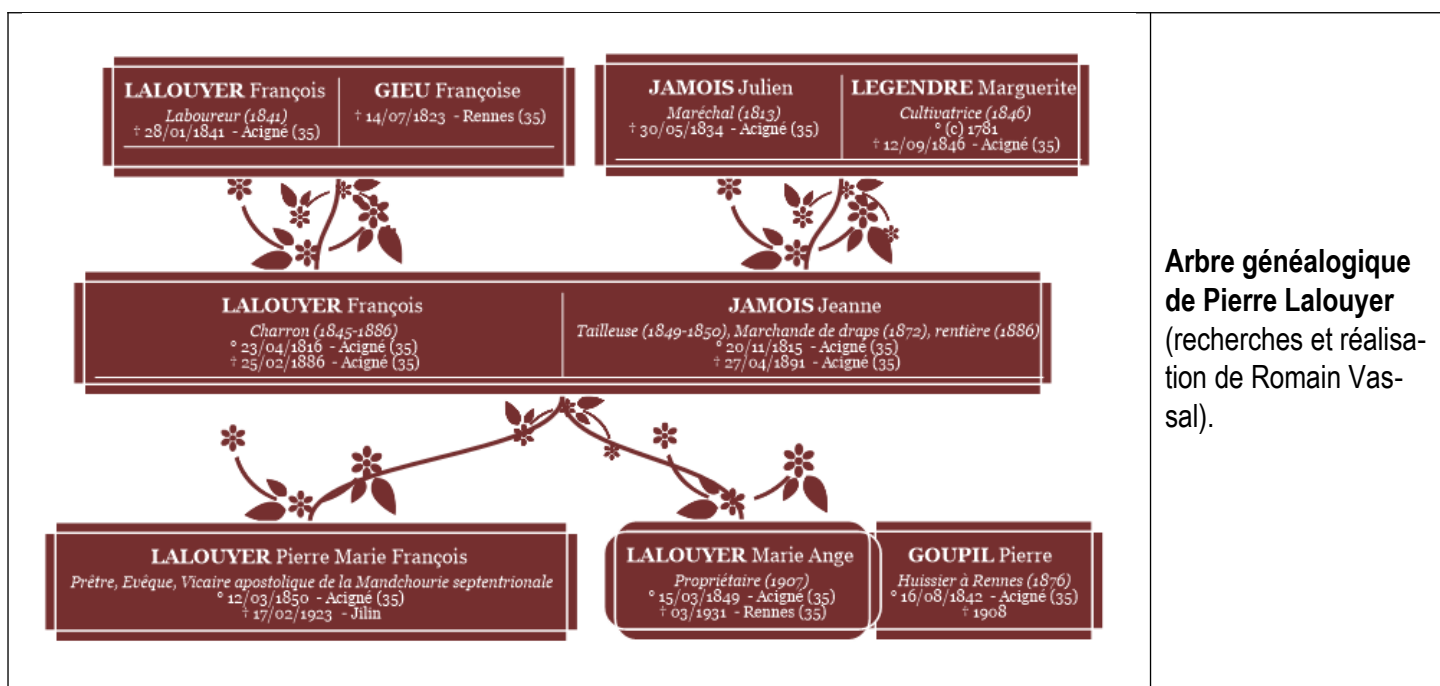 LALOUYER François
Laboureur (1841)
† 28/01/1841 - Acigné (35)
GIEU Françoise
† 14/07/1823 - Rennes (35)
JAMOIS Julien
Maréchal (1813)
† 30/05/1834 - Acigné (35)
LEGENDRE Marguerite
Cultivatrice (1846)
° (c) 1781
† 12/09/1846 - Acigné (35)
LALOUYER François
Charron (1845-1886)
° 23/04/1816 - Acigné (35)
† 25/02/1886 - Acigné (35)
JAMOIS Jeanne
Tailleuse (1849-1850), Marchande de draps (1872), rentière (1886)
° 20/11/1815 - Acigné (35)
† 27/04/1891 - Acigné (35)
LALOUYER Pierre Marie François
Prêtre, Evêque, Vicaire apostolique de la Mandchourie septentrionale
° 12/03/1850 - Acigné (35)
† 17/02/1923 - Jilin
LALOUYER Marie Ange
Propriétaire (1907)
° 15/03/1849 - Acigné (35)
† 03/1931 - Rennes (35)
GOUPIL Pierre
Huissier à Rennes (1876)
° 16/08/1842 - Acigné (35)
† 1908
Arbre généalogique
de Pierre Lalouyer
(recherches et réalisa-
tion de Romain Vas-
sal).